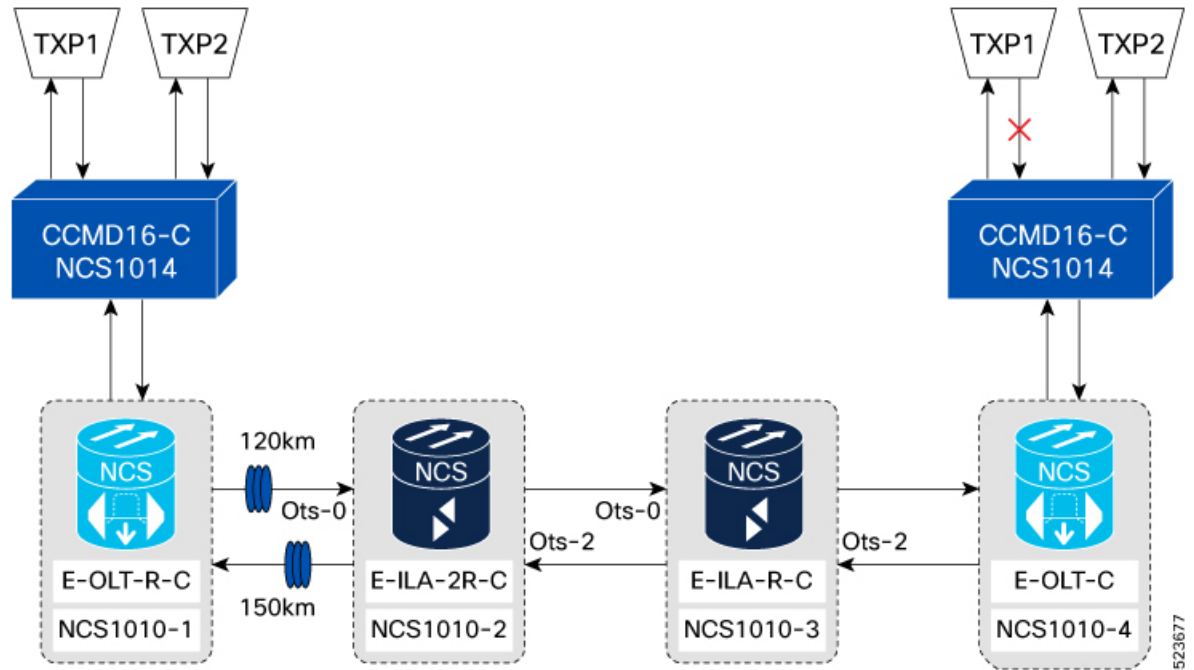 TXP1
TXP2
TXP1
TXP2
CCMD16-C
NCS1014
CCMD16-C
NCS1014
120km
NCS
NCS
NCS
NCS
Ots-0
Ots-0
Ots-2
Ots-2
150km
E-OLT-R-C
E-ILA-2R-C
E-ILA-R-C
E-OLT-C
NCS1010-1
NCS1010-2
NCS1010-3
NCS1010-4
523677